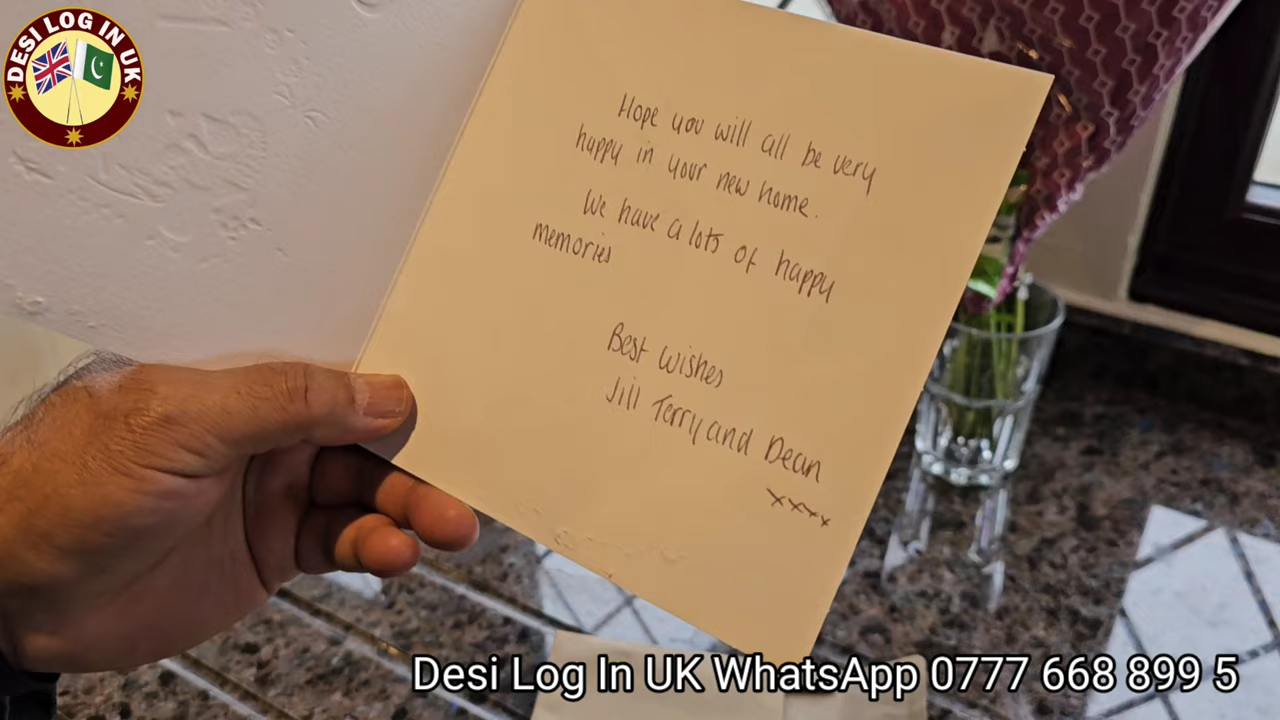 DESI LOG IN UK
Hope you will all be very
happy in your new home.
We have a lots of happy
memories
Best wishes
Jill Terry and Dean
xxxx
Desi Log In UK WhatsApp 0777 668 899 5